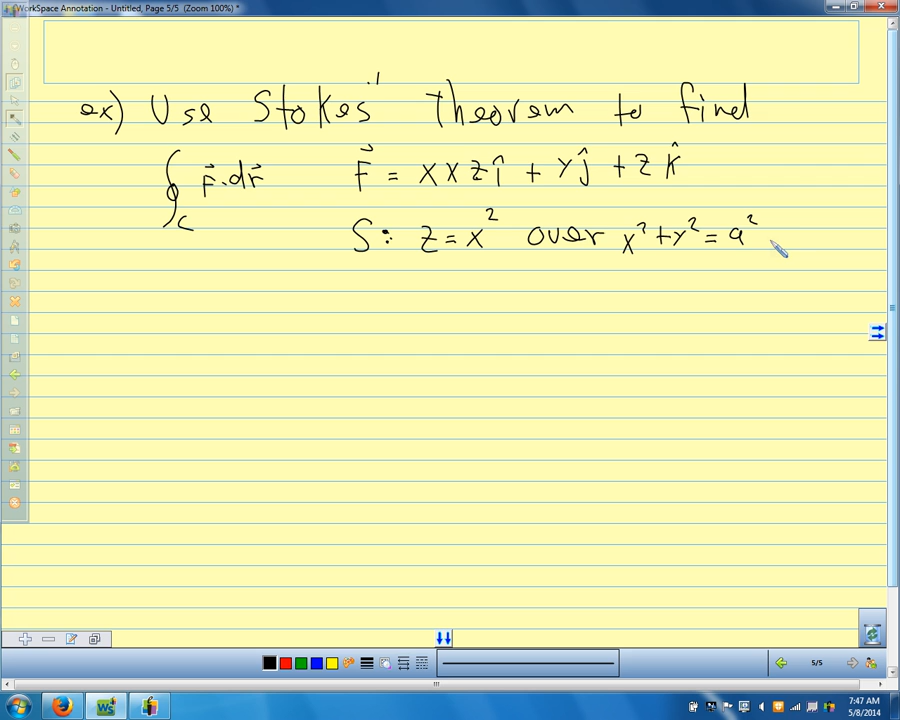 WorkSpace Annotation - Untitled, Page 5/5 (Zoom 100%) *
ex) Use Stokes' Theorem to find
∮_C F⃗·dr⃗ F⃗ = x x z î + y ĵ + z k̂
S: z = x² over x² + y² = a²
5/5
7:47 AM
5/8/2014